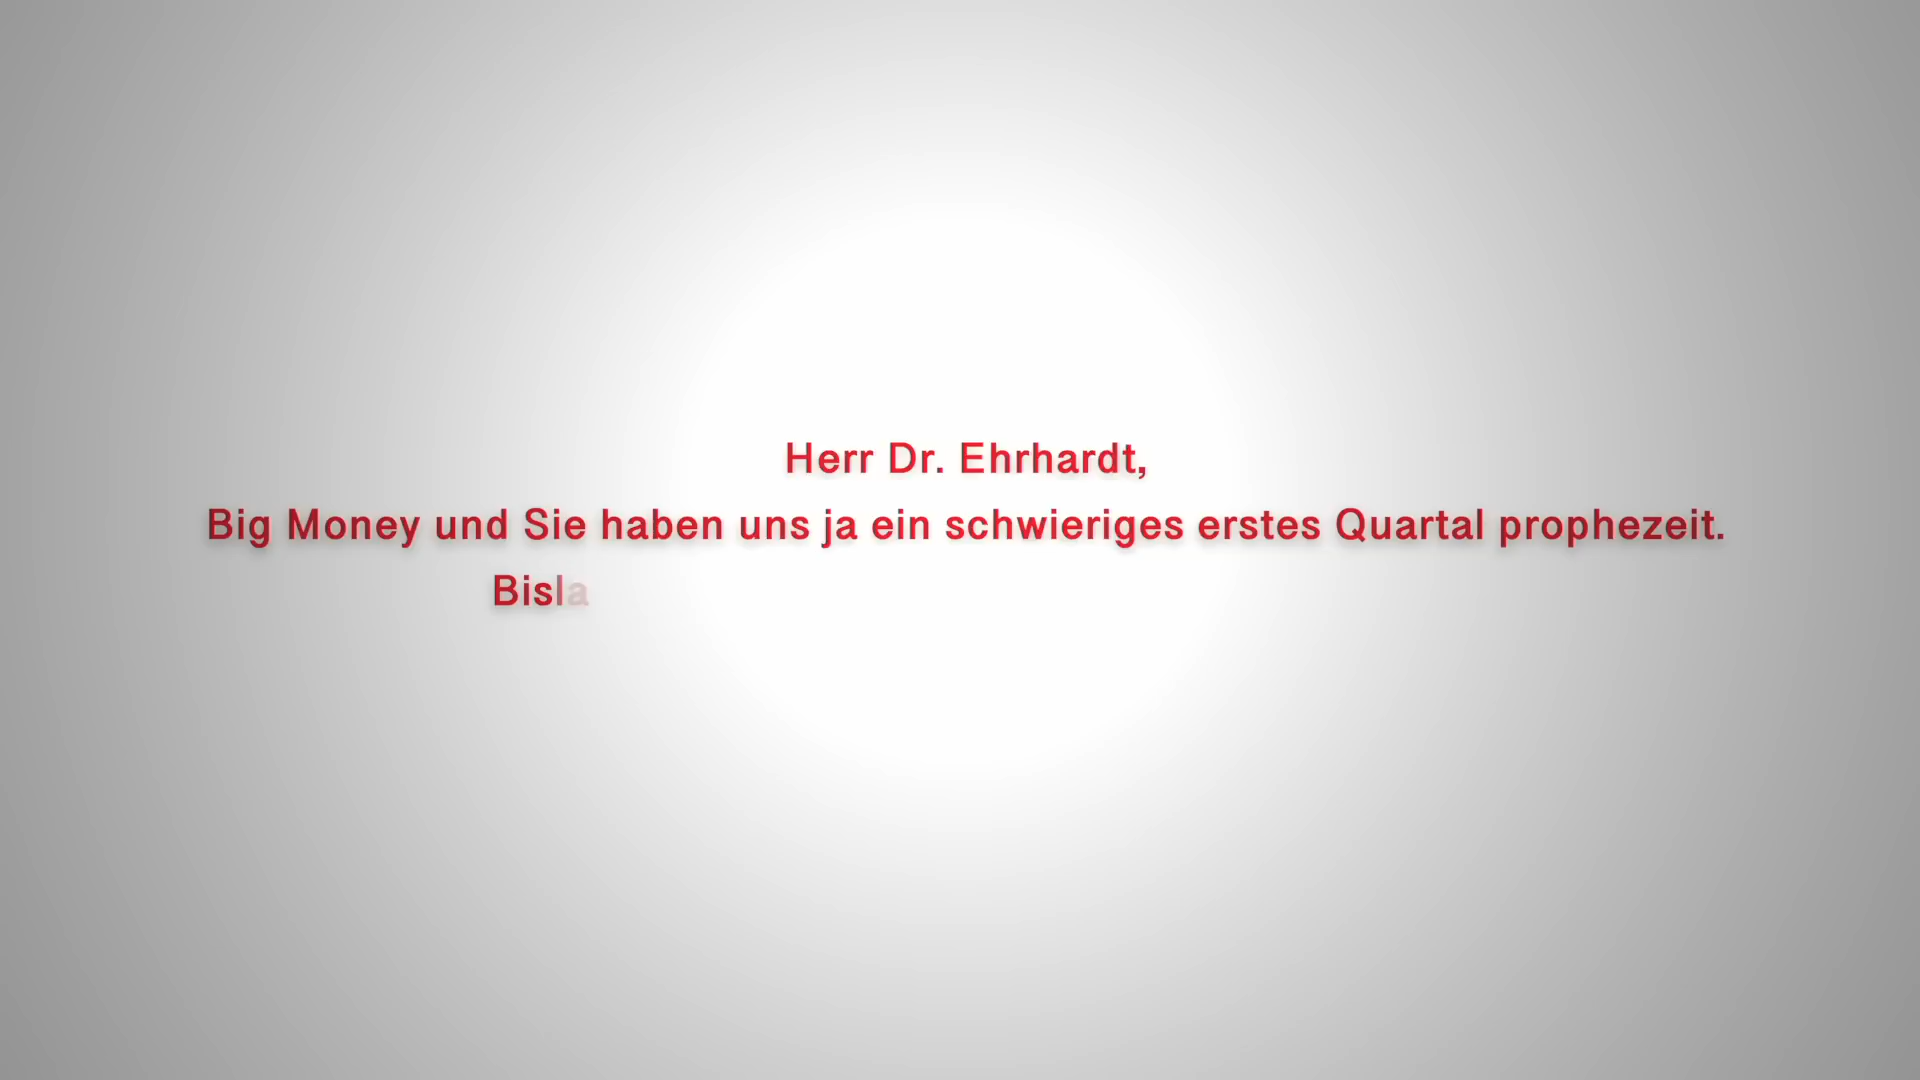 Herr Dr. Ehrhardt,
Big Money und Sie haben uns ja ein schwieriges erstes Quartal prophezeit.
Bisla